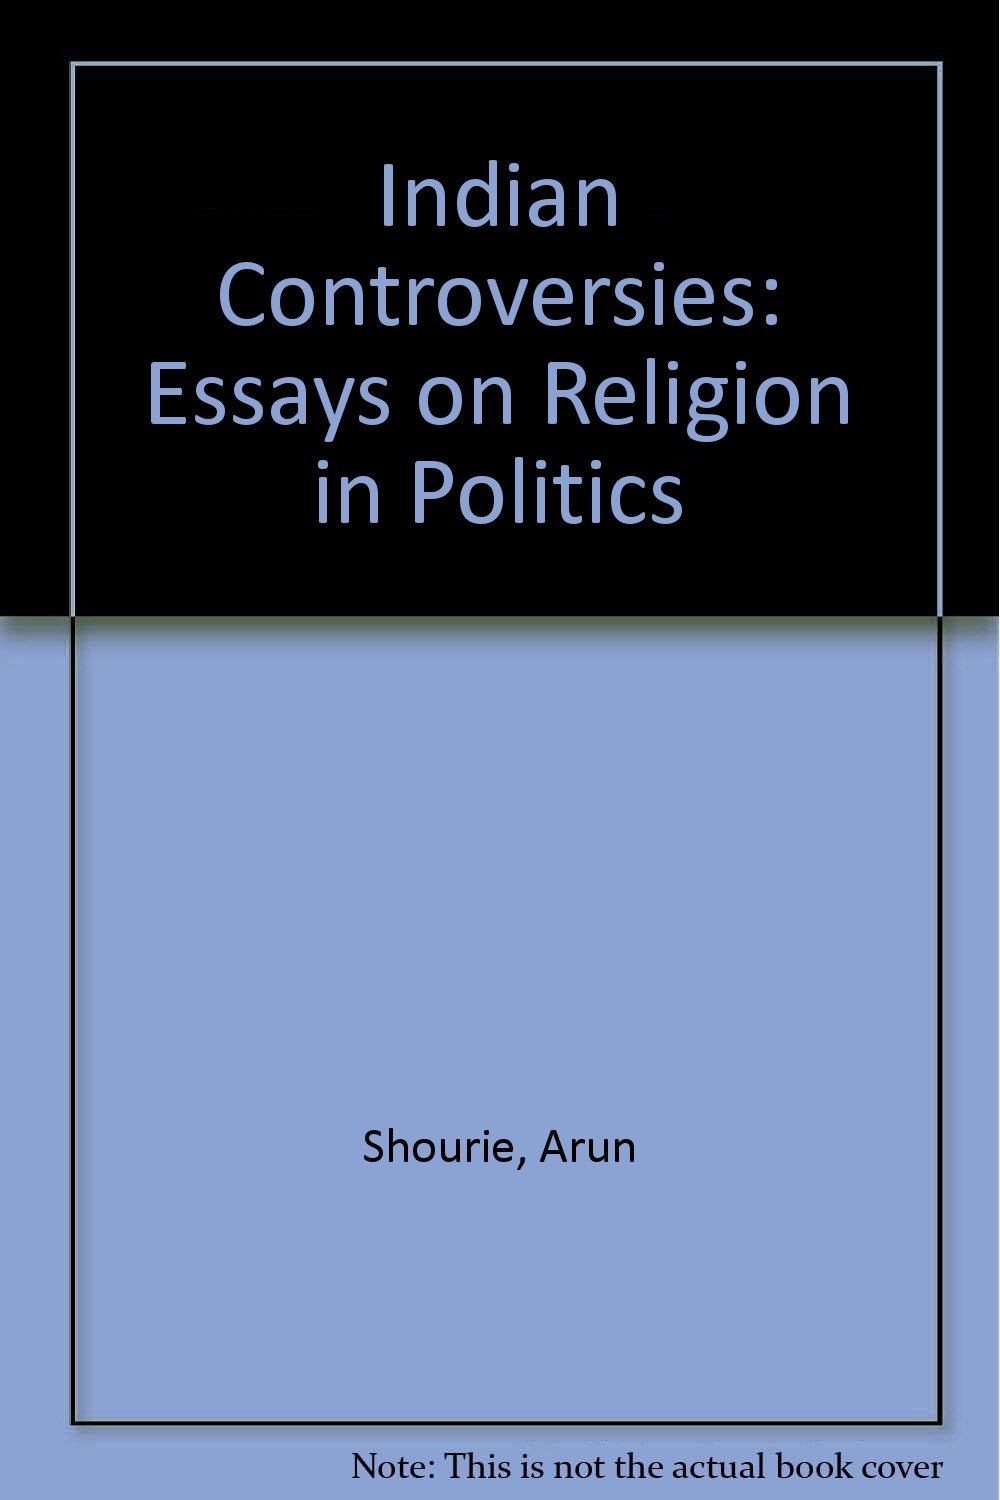 Indian
Controversies:
Essays on Religion
in Politics
Shourie, Arun
Note: This is not the actual book cover